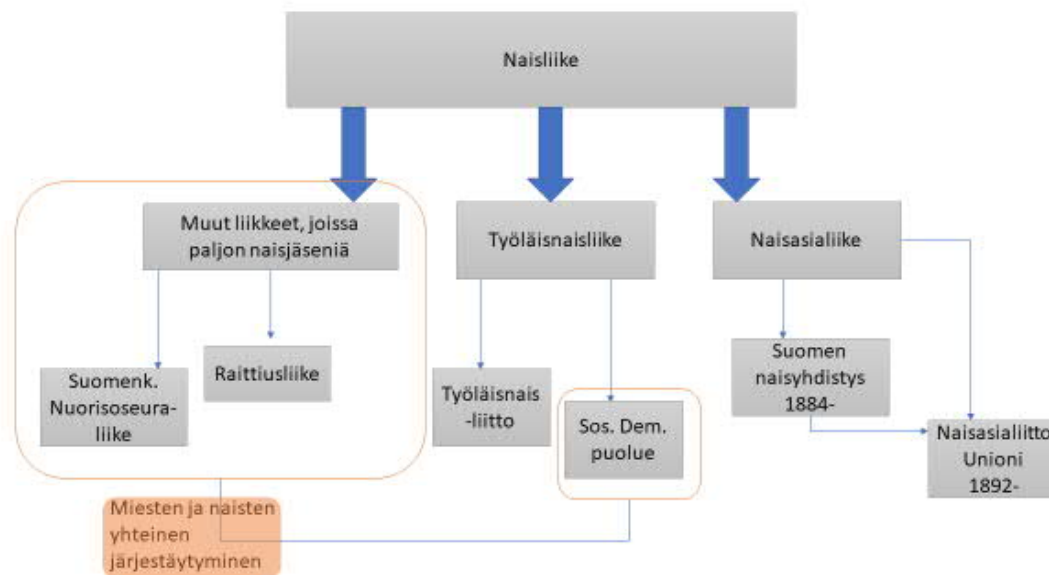 Naisliike
Muut liikkeet, joissa
paljon naisjäseniä
Työläisnaisliike
Naisasialiike
Suomenk.
Nuorisoseura-
liike
Raittiusliike
Työläisnais
-liitto
Sos. Dem.
puolue
Suomen
naisyhdistys
1884-
Naisasialiitto
Unioni
1892-
Miesten ja naisten
yhteinen
järjestäytyminen